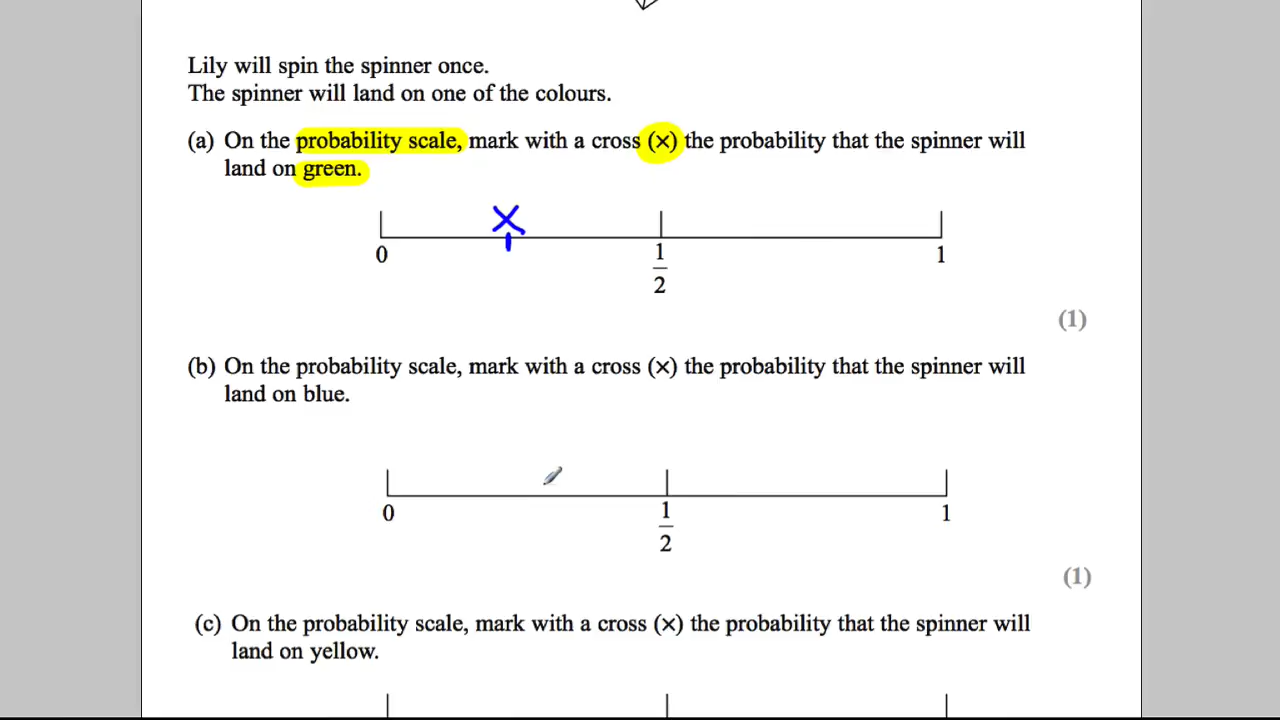 Lily will spin the spinner once.
The spinner will land on one of the colours.
(a) On the probability scale, mark with a cross (×) the probability that the spinner will
land on green.
×
0 1/2 1
(1)
(b) On the probability scale, mark with a cross (×) the probability that the spinner will
land on blue.
0 1/2 1
(1)
(c) On the probability scale, mark with a cross (×) the probability that the spinner will
land on yellow.